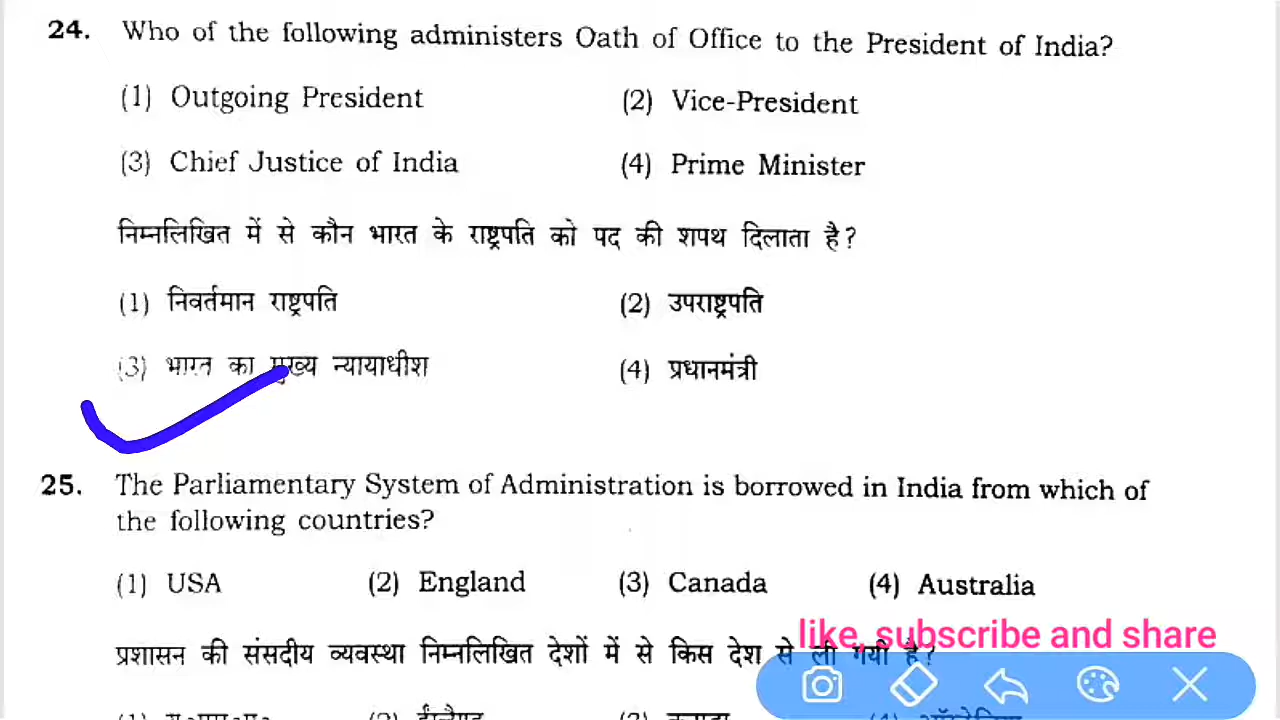 24. Who of the following administers Oath of Office to the President of India?
(1) Outgoing President (2) Vice-President
(3) Chief Justice of India (4) Prime Minister
निम्नलिखित में से कौन भारत के राष्ट्रपति को पद की शपथ दिलाता है?
(1) निवर्तमान राष्ट्रपति (2) उपराष्ट्रपति
(3) भारत का मुख्य न्यायाधीश (4) प्रधानमंत्री
25. The Parliamentary System of Administration is borrowed in India from which of
the following countries?
(1) USA (2) England (3) Canada (4) Australia
like, subscribe and share
प्रशासन की संसदीय व्यवस्था निम्नलिखित देशों में से किस देश से ली गयी है?